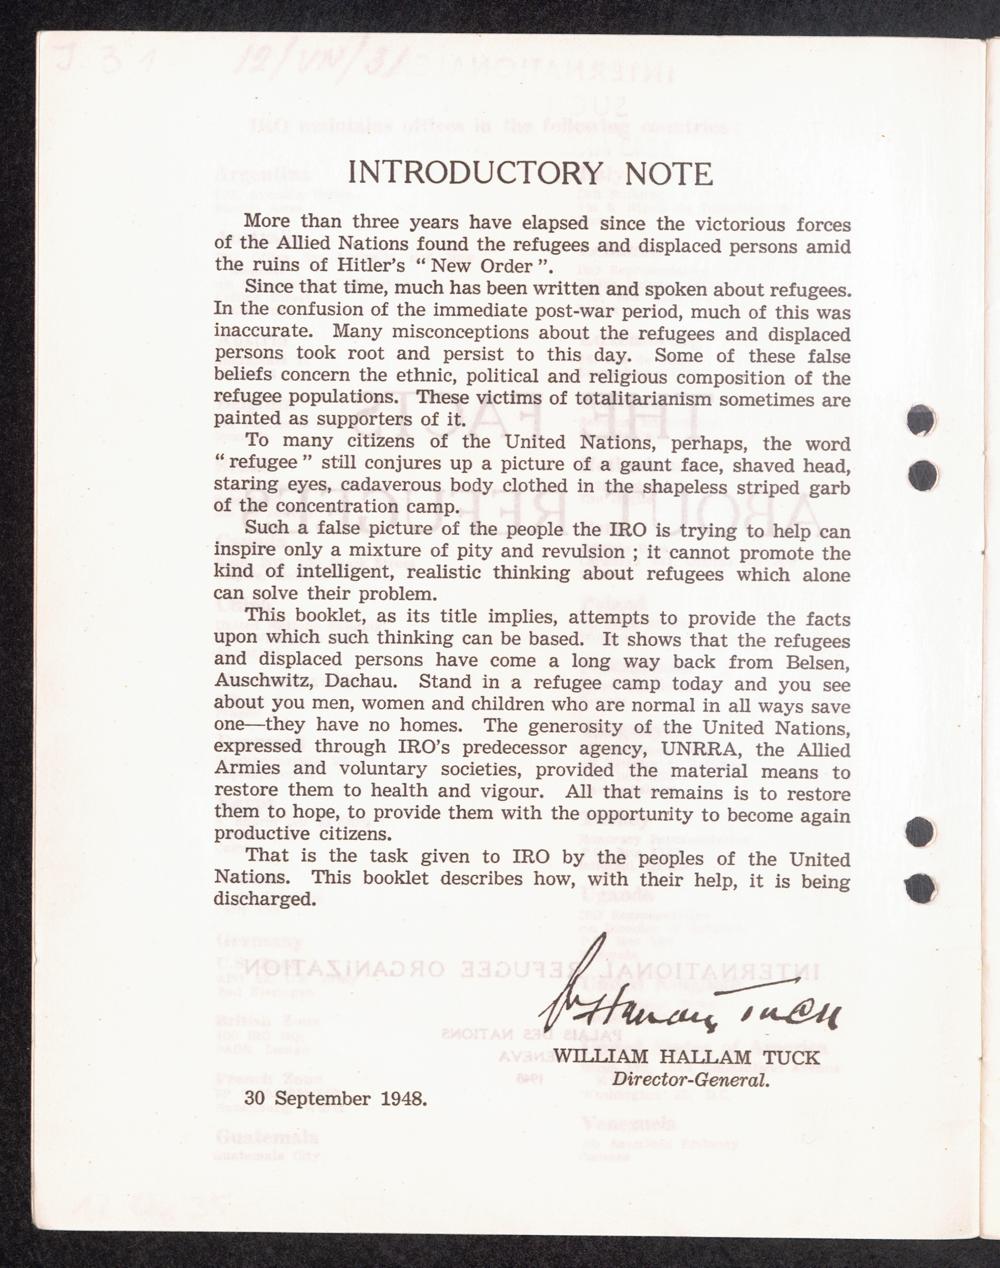 INTRODUCTORY NOTE
More than three years have elapsed since the victorious forces
of the Allied Nations found the refugees and displaced persons amid
the ruins of Hitler's “ New Order ”.
Since that time, much has been written and spoken about refugees.
In the confusion of the immediate post-war period, much of this was
inaccurate. Many misconceptions about the refugees and displaced
persons took root and persist to this day. Some of these false
beliefs concern the ethnic, political and religious composition of the
refugee populations. These victims of totalitarianism sometimes are
painted as supporters of it.
To many citizens of the United Nations, perhaps, the word
“ refugee ” still conjures up a picture of a gaunt face, shaved head,
staring eyes, cadaverous body clothed in the shapeless striped garb
of the concentration camp.
Such a false picture of the people the IRO is trying to help can
inspire only a mixture of pity and revulsion ; it cannot promote the
kind of intelligent, realistic thinking about refugees which alone
can solve their problem.
This booklet, as its title implies, attempts to provide the facts
upon which such thinking can be based. It shows that the refugees
and displaced persons have come a long way back from Belsen,
Auschwitz, Dachau. Stand in a refugee camp today and you see
about you men, women and children who are normal in all ways save
one—they have no homes. The generosity of the United Nations,
expressed through IRO's predecessor agency, UNRRA, the Allied
Armies and voluntary societies, provided the material means to
restore them to health and vigour. All that remains is to restore
them to hope, to provide them with the opportunity to become again
productive citizens.
That is the task given to IRO by the peoples of the United
Nations. This booklet describes how, with their help, it is being
discharged.
WILLIAM HALLAM TUCK
Director-General.
30 September 1948.